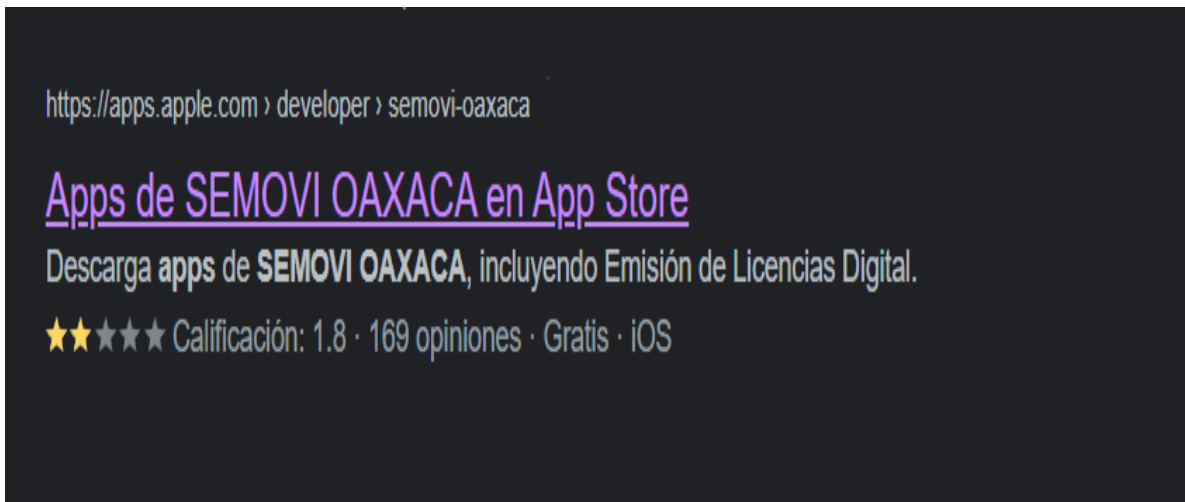 https://apps.apple.com › developer › semovi-oaxaca
Apps de SEMOVI OAXACA en App Store
Descarga apps de SEMOVI OAXACA, incluyendo Emisión de Licencias Digital.
Calificación: 1.8 · 169 opiniones · Gratis · iOS